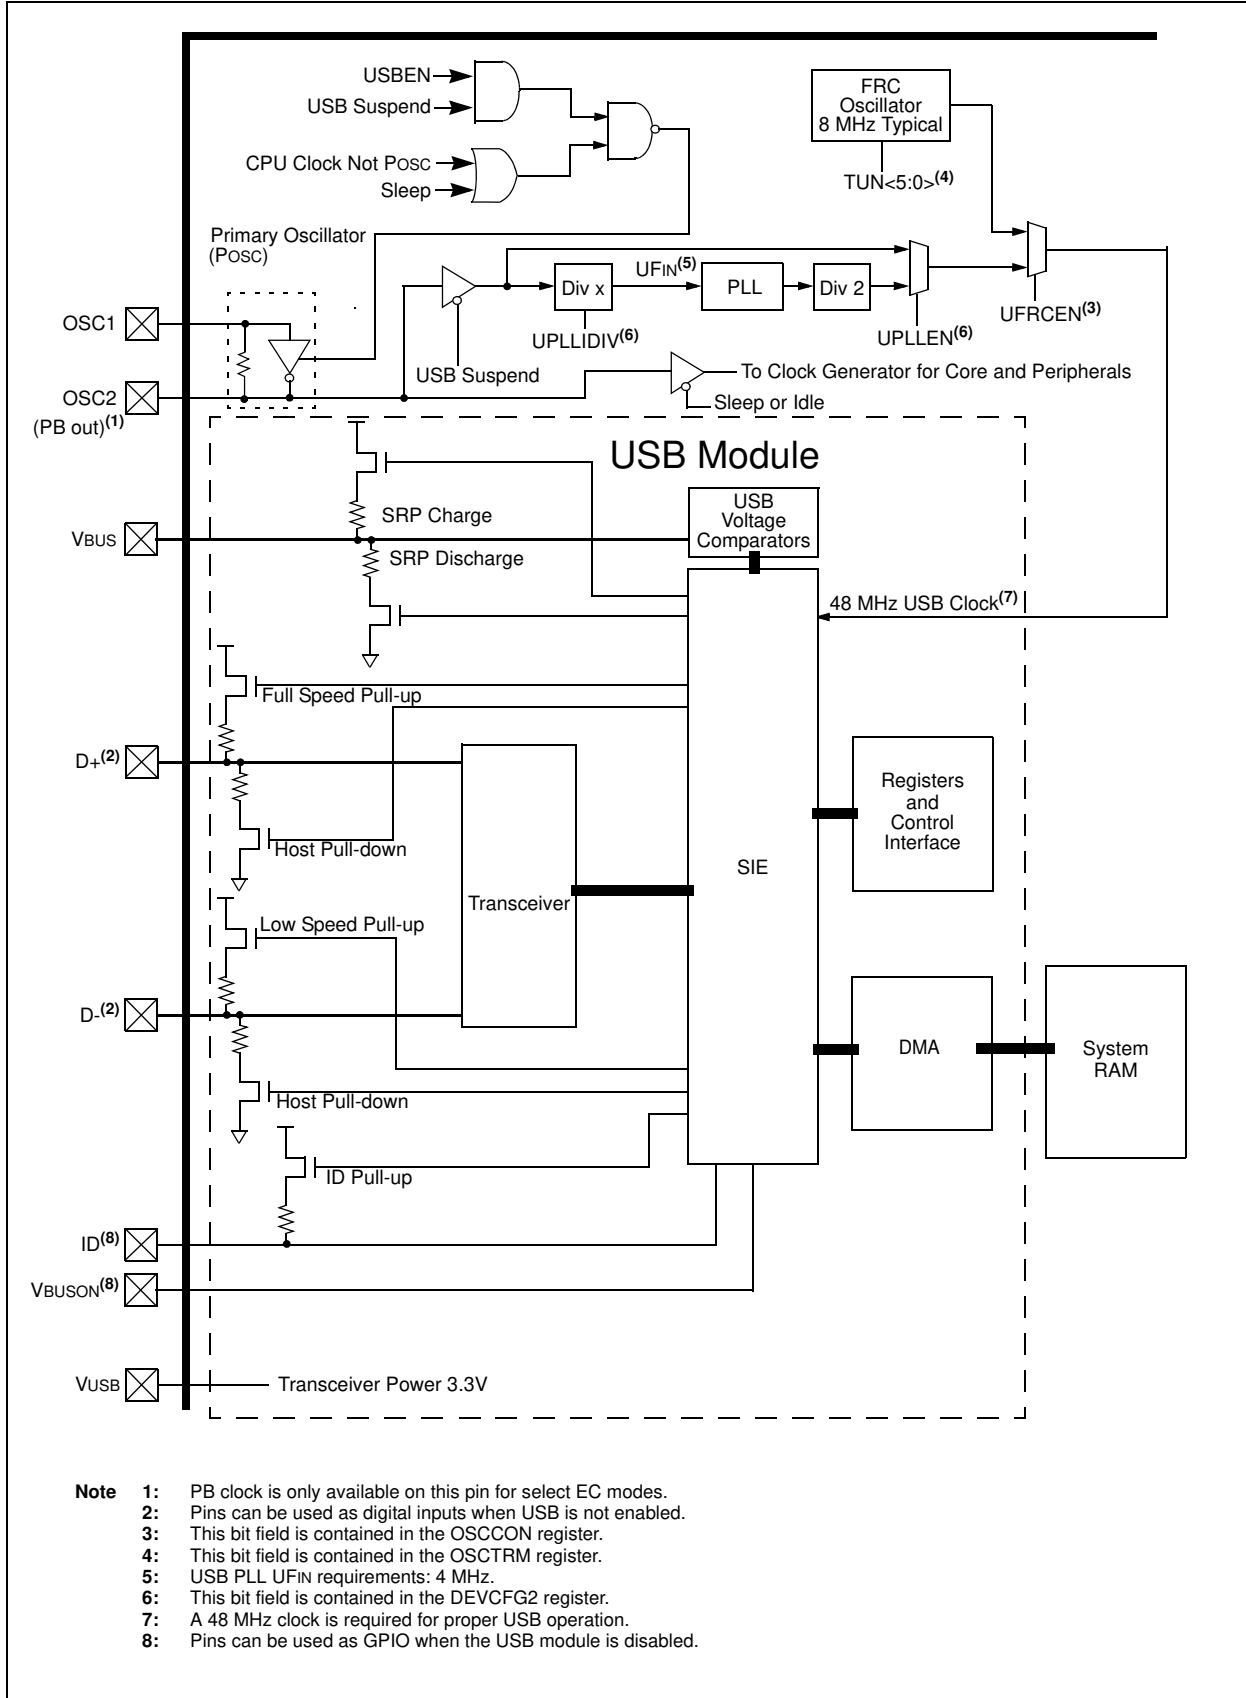 USBEN
USB Suspend
CPU Clock Not POSC
Sleep
FRC
Oscillator
8 MHz Typical
TUN<5:0>(4)
Primary Oscillator
(POSC)
UFIN(5)
Div x
PLL
Div 2
UFRCEN(3)
OSC1
UPLLIDIV(6)
UPLLEN(6)
USB Suspend
To Clock Generator for Core and Peripherals
OSC2
(PB out)(1)
Sleep or Idle
USB Module
USB
Voltage
Comparators
SRP Charge
VBUS
SRP Discharge
48 MHz USB Clock(7)
Full Speed Pull-up
D+(2)
Registers
and
Control
Interface
Host Pull-down
SIE
Transceiver
Low Speed Pull-up
D-(2)
DMA
System
RAM
Host Pull-down
ID Pull-up
ID(8)
VBUSON(8)
VUSB
Transceiver Power 3.3V
Note 1: PB clock is only available on this pin for select EC modes.
2: Pins can be used as digital inputs when USB is not enabled.
3: This bit field is contained in the OSCCON register.
4: This bit field is contained in the OSCTRM register.
5: USB PLL UFIN requirements: 4 MHz.
6: This bit field is contained in the DEVCFG2 register.
7: A 48 MHz clock is required for proper USB operation.
8: Pins can be used as GPIO when the USB module is disabled.